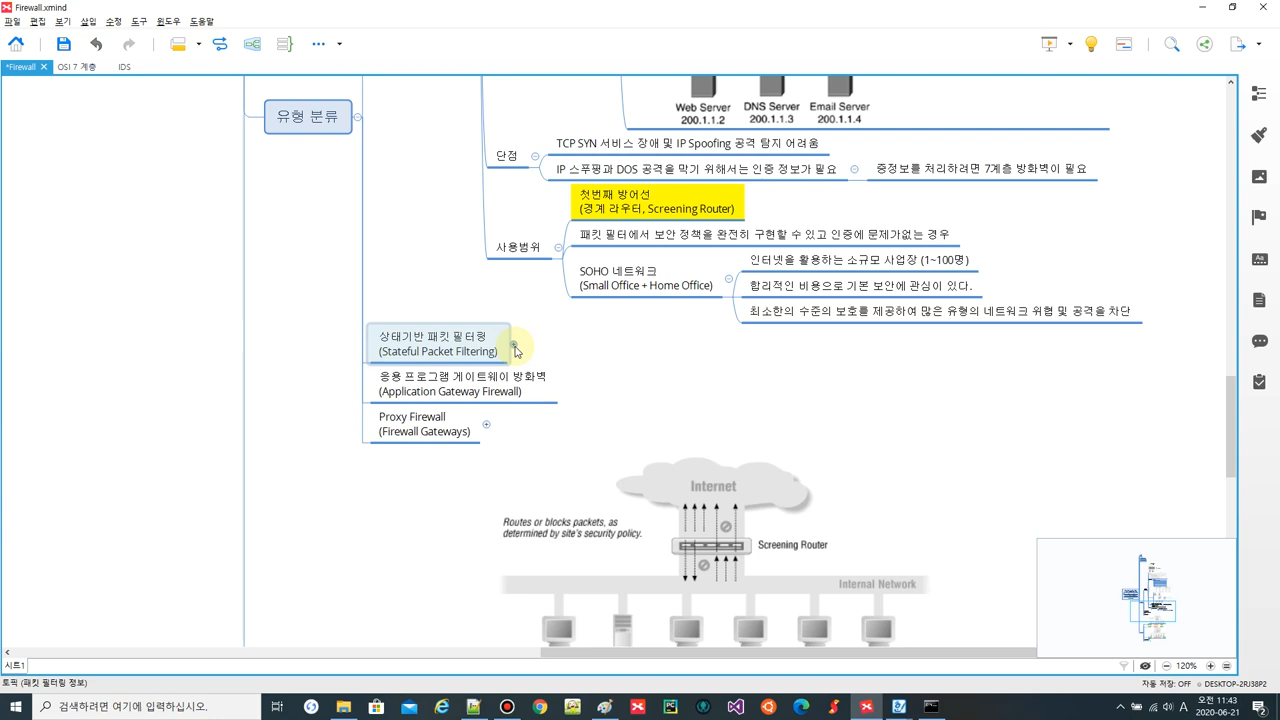 Firewall.xmind
파일 편집 보기 삽입 수정 도구 윈도우 도움말
*Firewall OSI 7 계층 IDS
Web Server
200.1.1.2
DNS Server
200.1.1.3
Email Server
200.1.1.4
유형 분류
단점
TCP SYN 서비스 장애 및 IP Spoofing 공격 탐지 어려움
IP 스푸핑과 DOS 공격을 막기 위해서는 인증 정보가 필요
증정보를 처리하려면 7계층 방화벽이 필요
첫번째 방어선
(경계 라우터, Screening Router)
사용범위
패킷 필터에서 보안 정책을 완전히 구현할 수 있고 인증에 문제가없는 경우
SOHO 네트워크
(Small Office + Home Office)
인터넷을 활용하는 소규모 사업장 (1~100명)
합리적인 비용으로 기본 보안에 관심이 있다.
최소한의 수준의 보호를 제공하여 많은 유형의 네트워크 위협 및 공격을 차단
상태기반 패킷 필터링
(Stateful Packet Filtering)
응용 프로그램 게이트웨이 방화벽
(Application Gateway Firewall)
Proxy Firewall
(Firewall Gateways)
Internet
Routes or blocks packets, as
determined by site's security policy.
Screening Router
Internal Network
시트1
120%
토픽 (패킷 필터링 정보)
자동 저장: OFF
DESKTOP-2RJ38P2
검색하려면 여기에 입력하십시오.
A
오전 11:43
2020-06-21